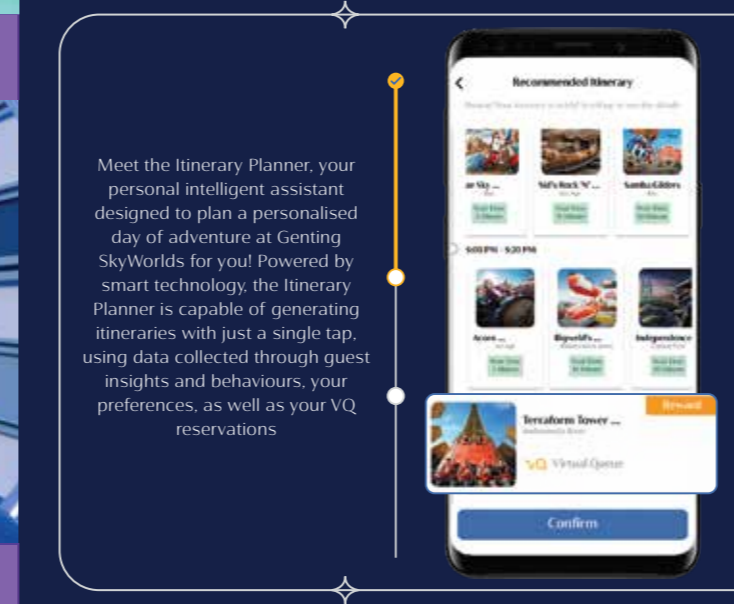 Meet the Itinerary Planner, your
personal intelligent assistant
designed to plan a personalised
day of adventure at Genting
SkyWorlds for you! Powered by
smart technology, the Itinerary
Planner is capable of generating
itineraries with just a single tap,
using data collected through guest
insights and behaviours, your
preferences, as well as your VQ
reservations
Recommended Itinerary
Sid's Rock 'N' ...
Samba Gliders
5:00 PM - 5:20 PM
Acorn ...
Bigweld's ...
Independence
Reward
Terraform Tower ...
VQ Virtual Queue
Confirm